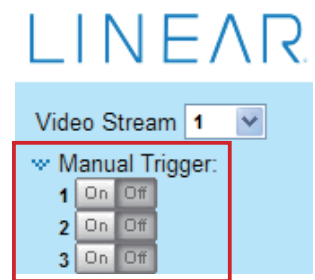 LINEAR
Video Stream 1
Manual Trigger:
1 On Off
2 On Off
3 On Off